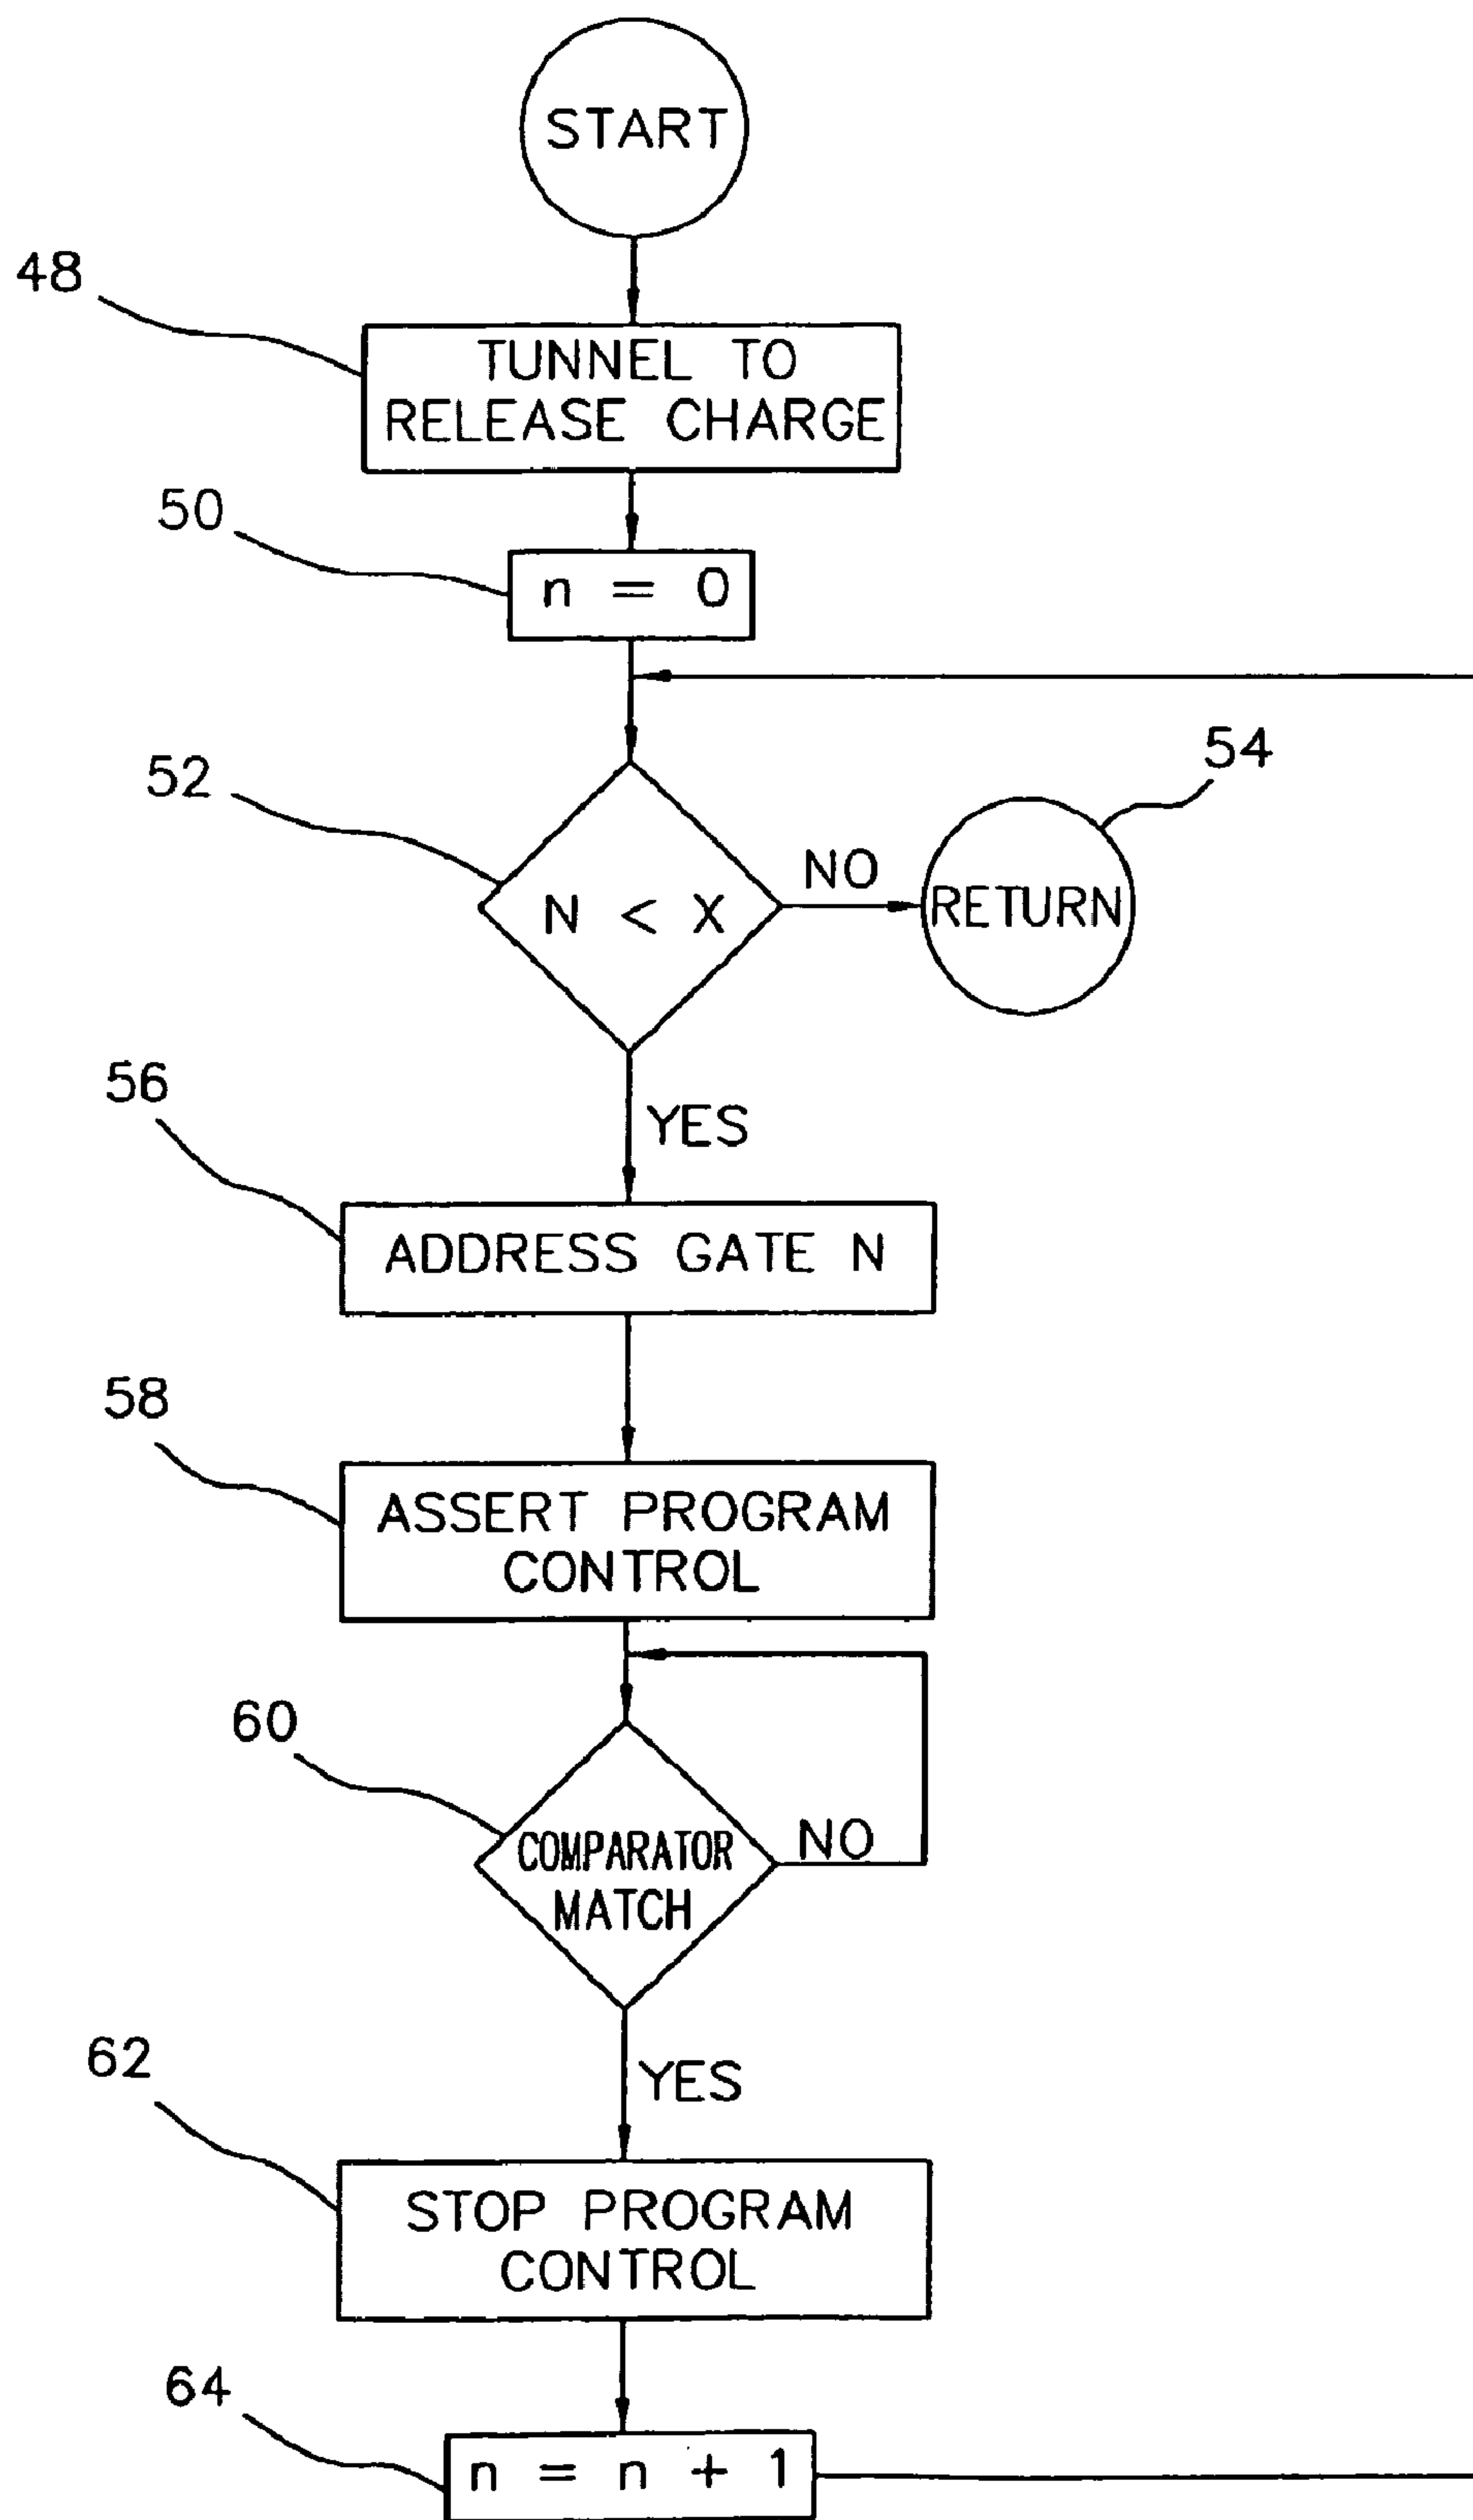 START
48
TUNNEL TO
RELEASE CHARGE
50
n = 0
52
54
N < X
NO
RETURN
56
YES
ADDRESS GATE N
58
ASSERT PROGRAM
CONTROL
60
COMPARATOR
MATCH
NO
62
YES
STOP PROGRAM
CONTROL
64
n = n + 1